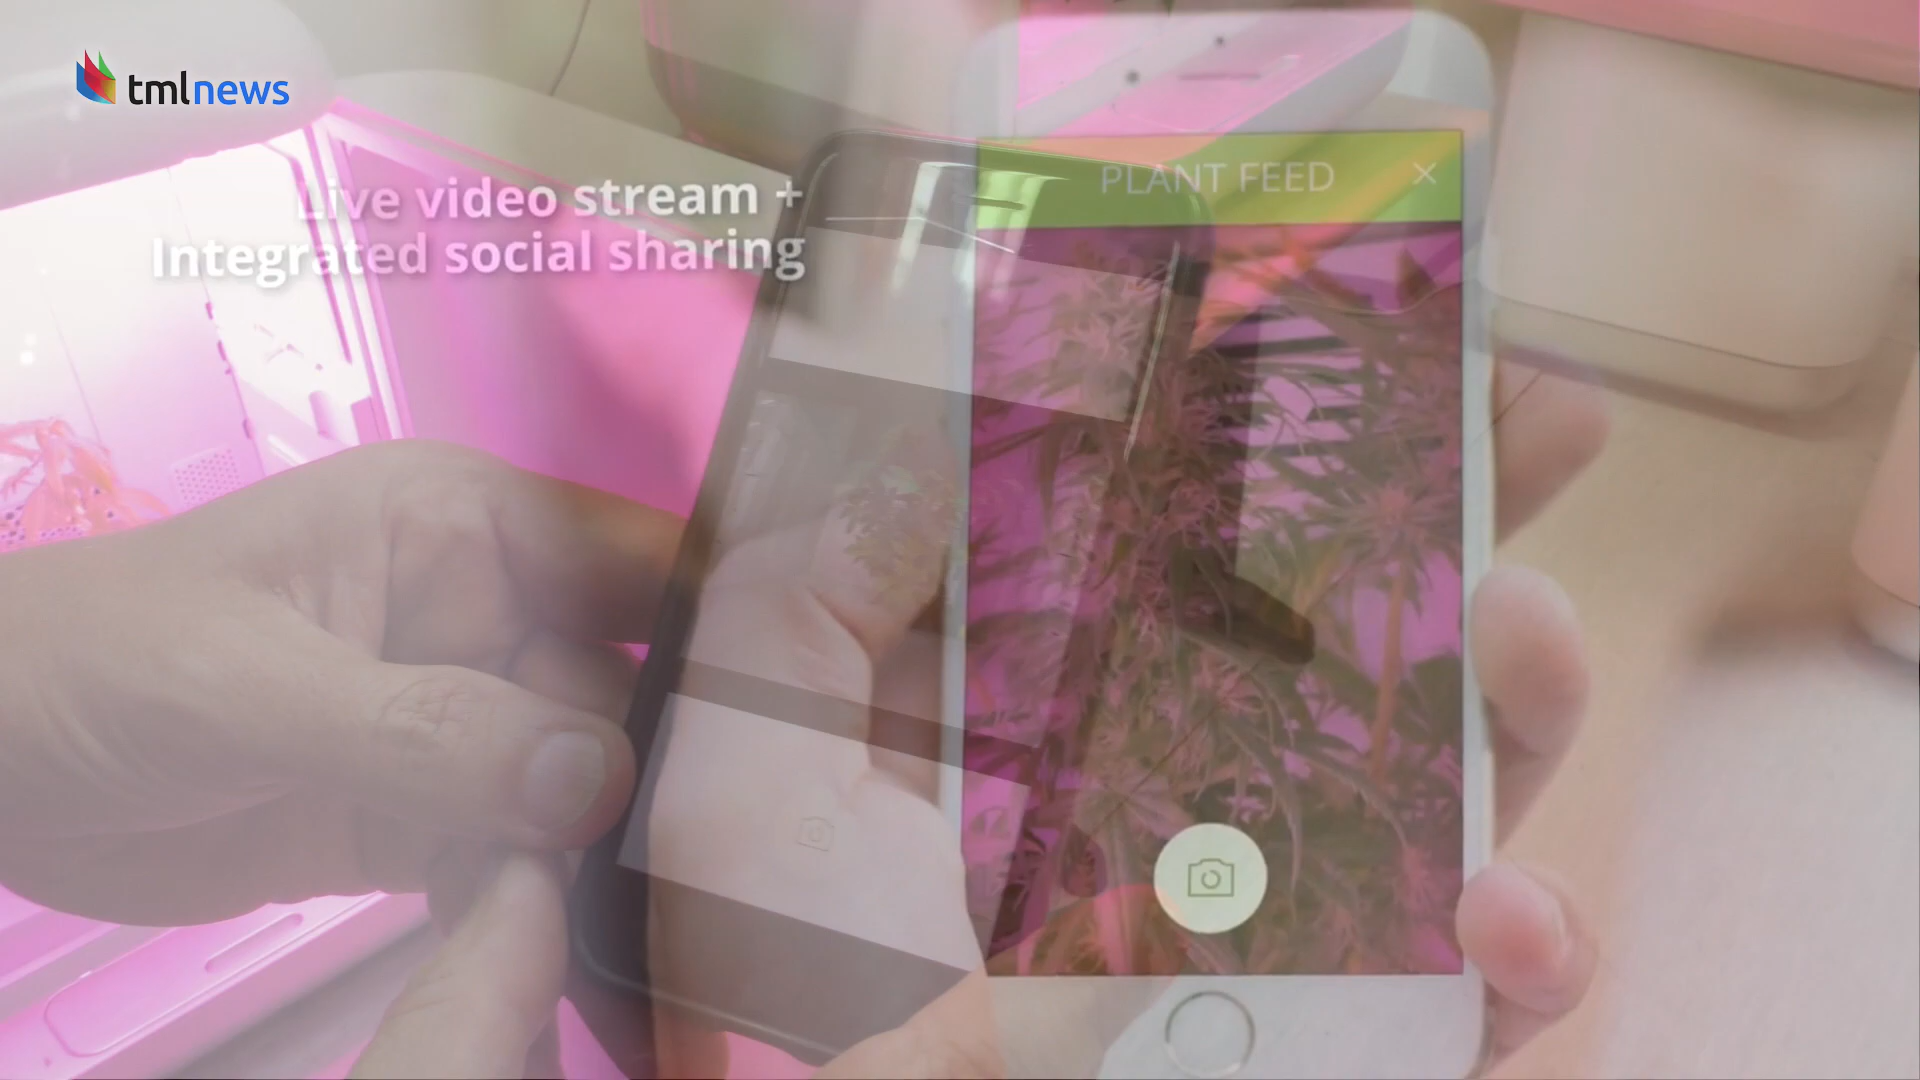 tmlnews
Live video stream +
Integrated social sharing
PLANT FEED